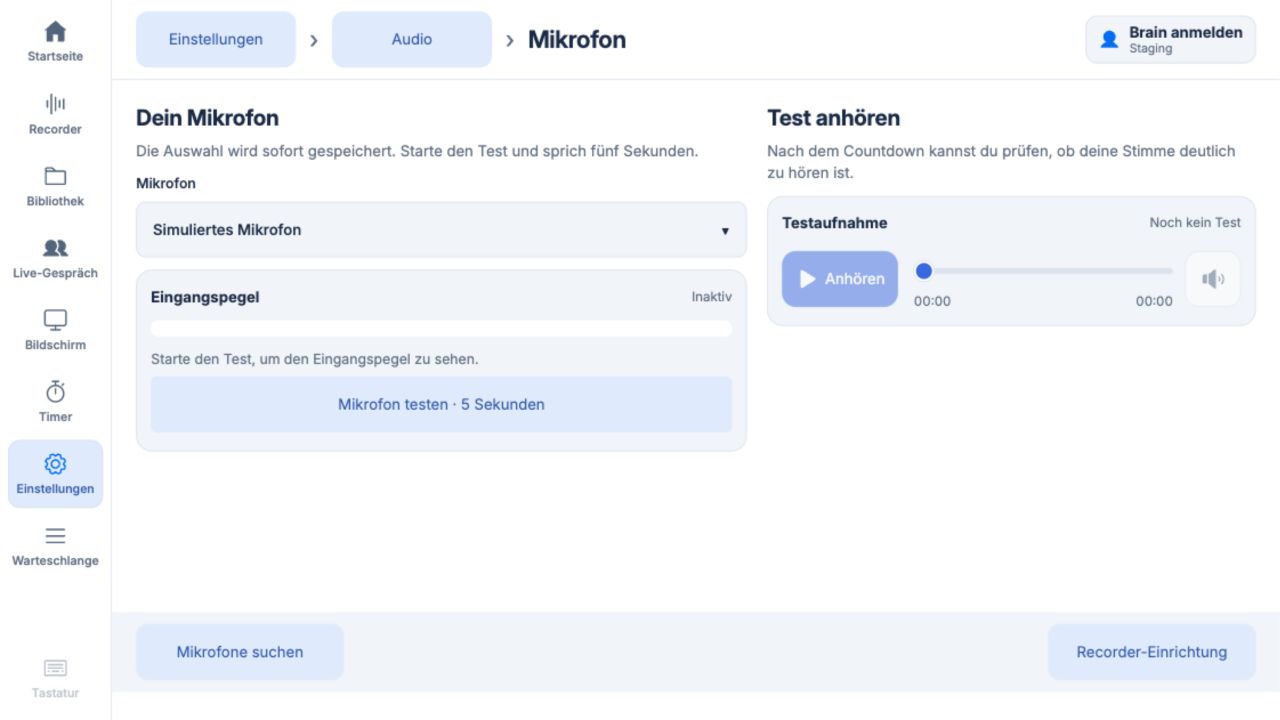 Startseite
Recorder
Bibliothek
Live-Gespräch
Bildschirm
Timer
Einstellungen
Warteschlange
Tastatur
Einstellungen › Audio › Mikrofon
Brain anmelden
Staging
Dein Mikrofon
Die Auswahl wird sofort gespeichert. Starte den Test und sprich fünf Sekunden.
Mikrofon
Simuliertes Mikrofon
Eingangspegel
Inaktiv
Starte den Test, um den Eingangspegel zu sehen.
Mikrofon testen · 5 Sekunden
Test anhören
Nach dem Countdown kannst du prüfen, ob deine Stimme deutlich
zu hören ist.
Testaufnahme
Noch kein Test
Anhören
00:00
00:00
Mikrofone suchen
Recorder-Einrichtung